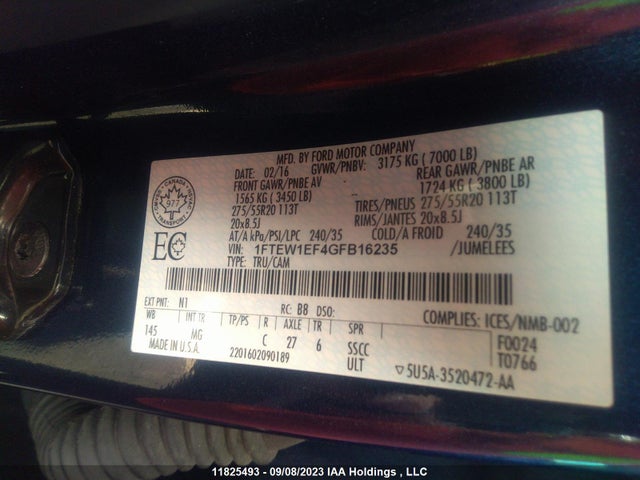 MFD. BY FORD MOTOR COMPANY
DATE: 02/16 GVWR/PNBV: 3175 KG ( 7000 LB)
FRONT GAWR/PNBE AV REAR GAWR/PNBE AR
1565 KG ( 3450 LB) 1724 KG ( 3800 LB)
275/55R20 113T TIRES/PNEUS 275/55R20 113T
20x8.5J RIMS/JANTES 20x8.5J
AT/A kPa/PSI/LPC 240/35 COLD/A FROID 240/35
VIN: 1FTEW1EF4GFB16235 /JUMELEES
TYPE: TRU/CAM
CANADA
977
EC
EXT PNT: N1 RC: B8 DSO: COMPLIES: ICES/NMB-002
WB INT TR TP/PS R AXLE TR SPR F0024
145 MG C 27 6 SSCC T0766
MADE IN U.S.A. 2201602090189 ULT ▽5U5A-3520472-AA
11825493 - 09/08/2023 IAA Holdings , LLC